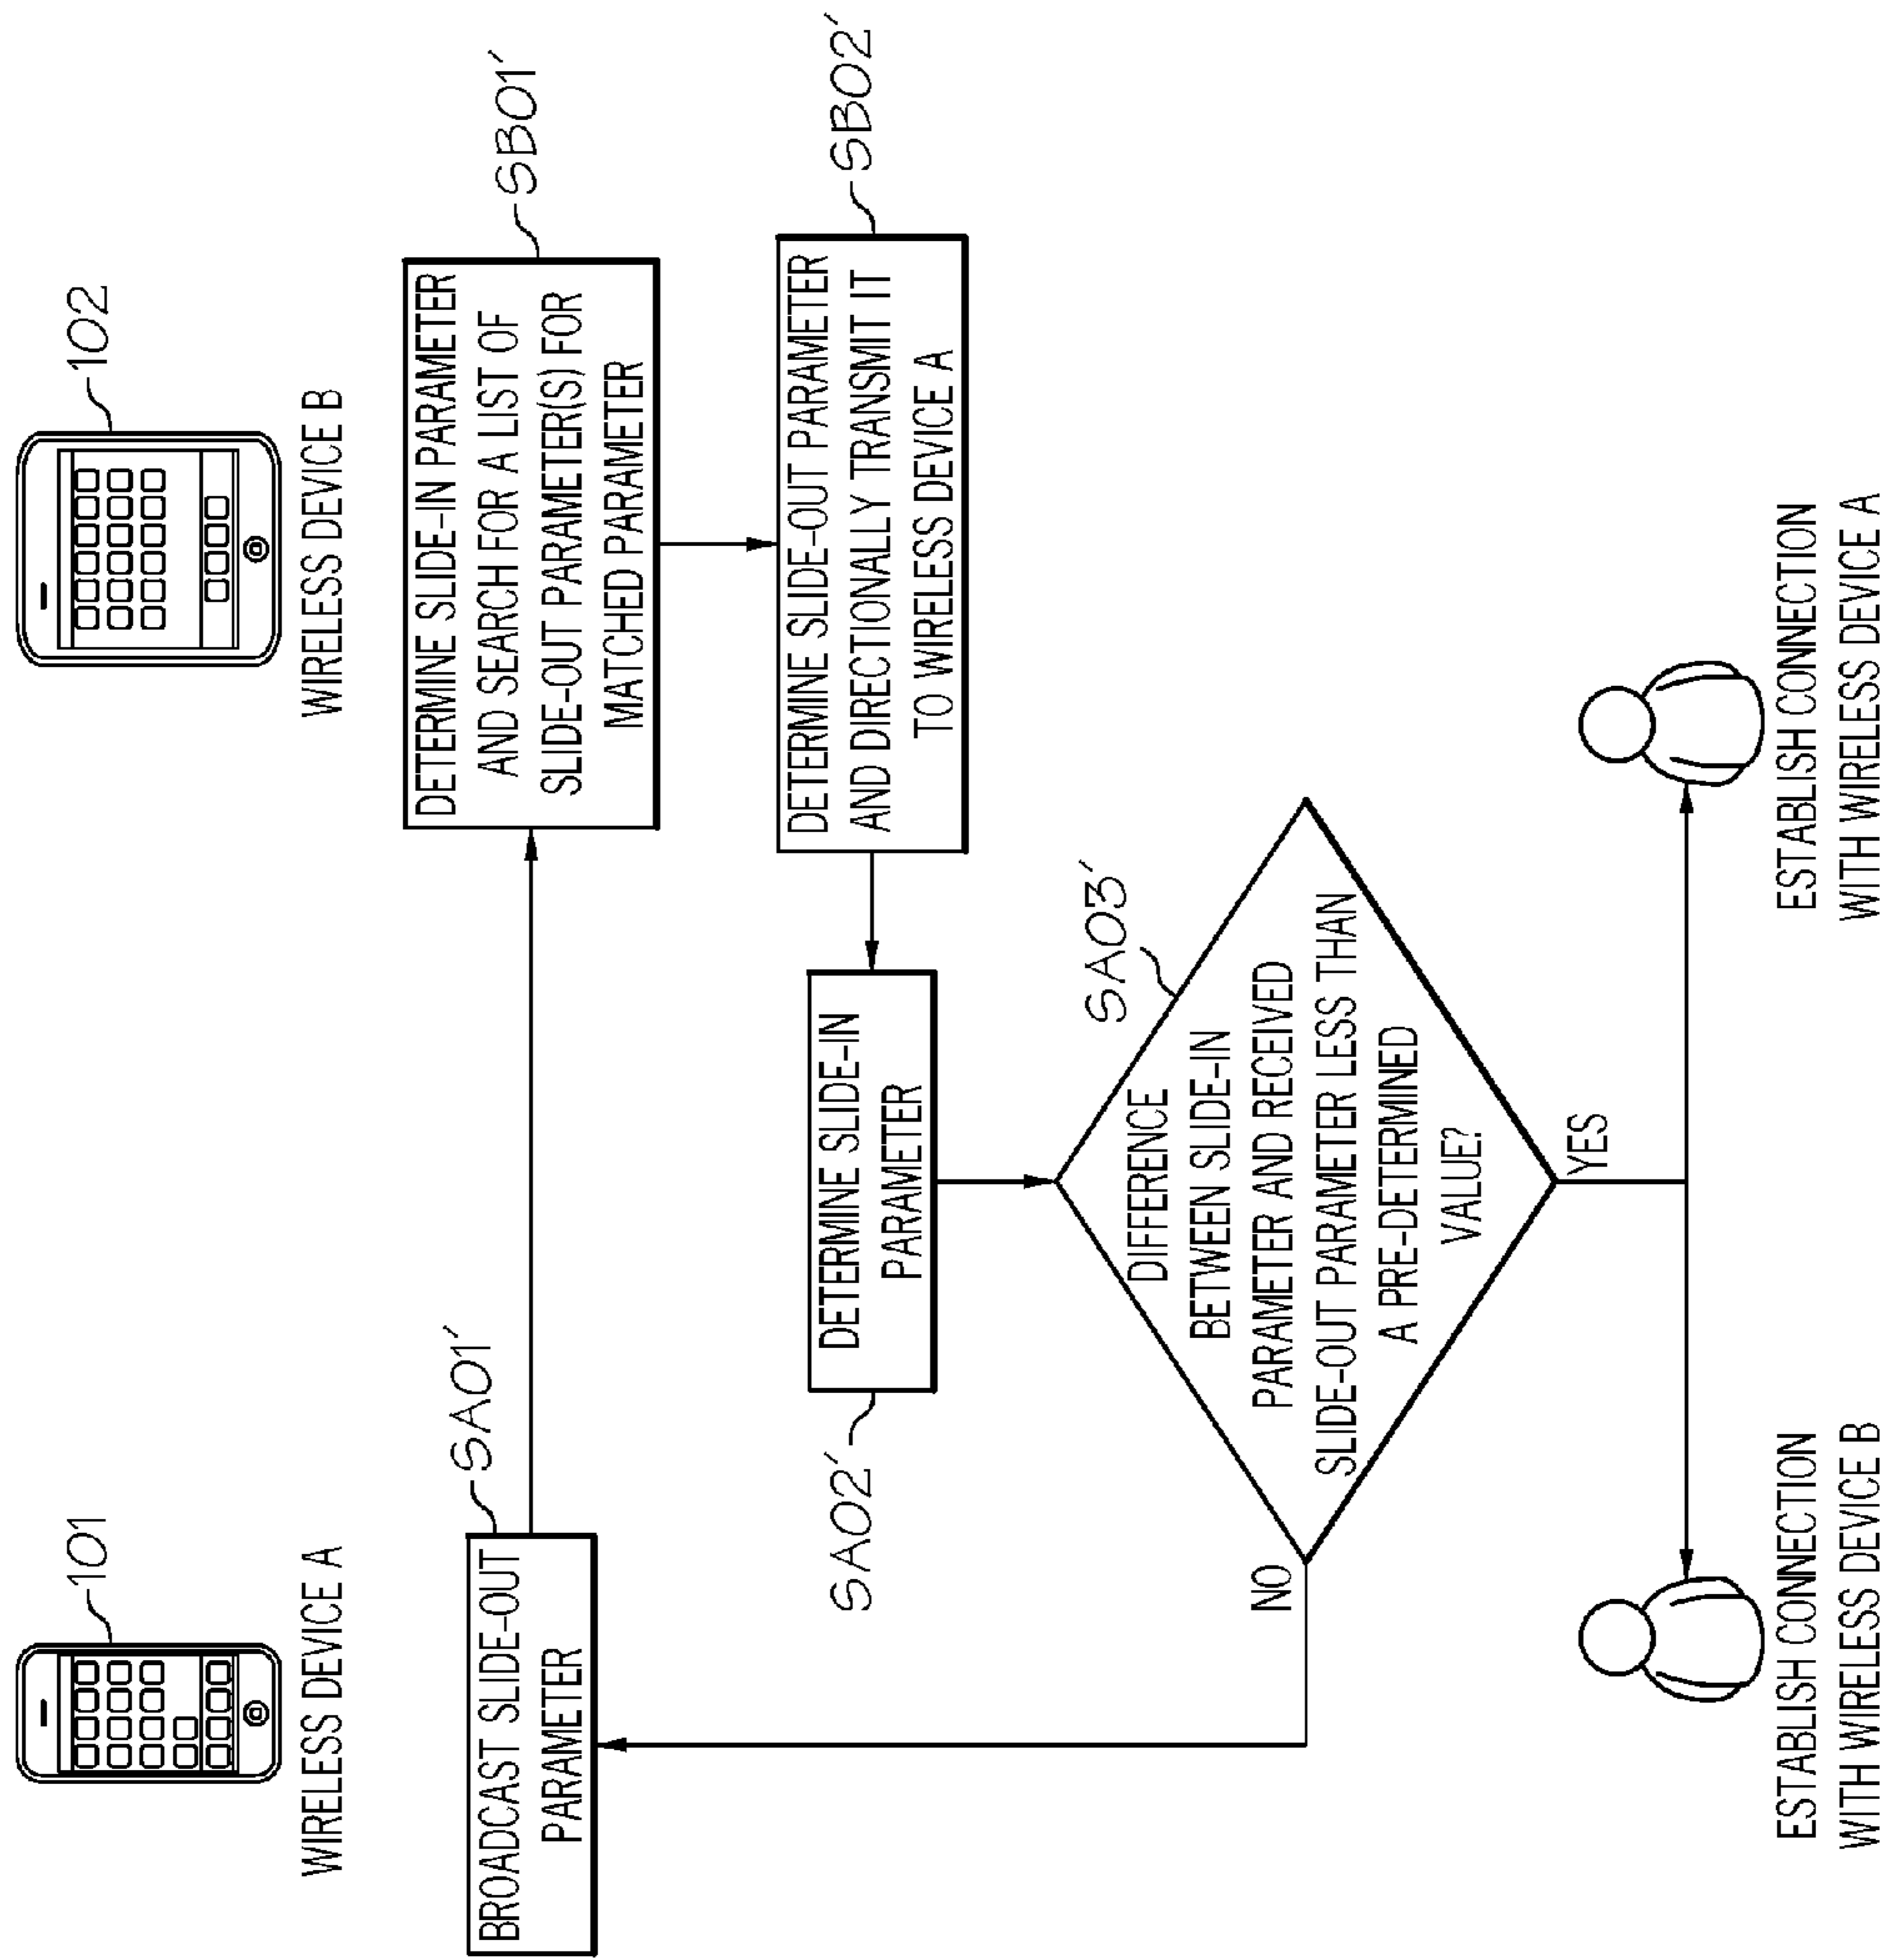 101
WIRELESS DEVICE A
102
WIRELESS DEVICE B
SA01'
BROADCAST SLIDE-OUT
PARAMETER
SB01'
DETERMINE SLIDE-IN PARAMETER
AND SEARCH FOR A LIST OF
SLIDE-OUT PARAMETER(S) FOR
MATCHED PARAMETER
SB02'
DETERMINE SLIDE-OUT PARAMETER
AND DIRECTIONALLY TRANSMIT IT
TO WIRELESS DEVICE A
SA02'
DETERMINE SLIDE-IN
PARAMETER
SA03'
DIFFERENCE
BETWEEN SLIDE-IN
PARAMETER AND RECEIVED
SLIDE-OUT PARAMETER LESS THAN
A PRE-DETERMINED
VALUE?
NO
YES
ESTABLISH CONNECTION
WITH WIRELESS DEVICE B
ESTABLISH CONNECTION
WITH WIRELESS DEVICE A